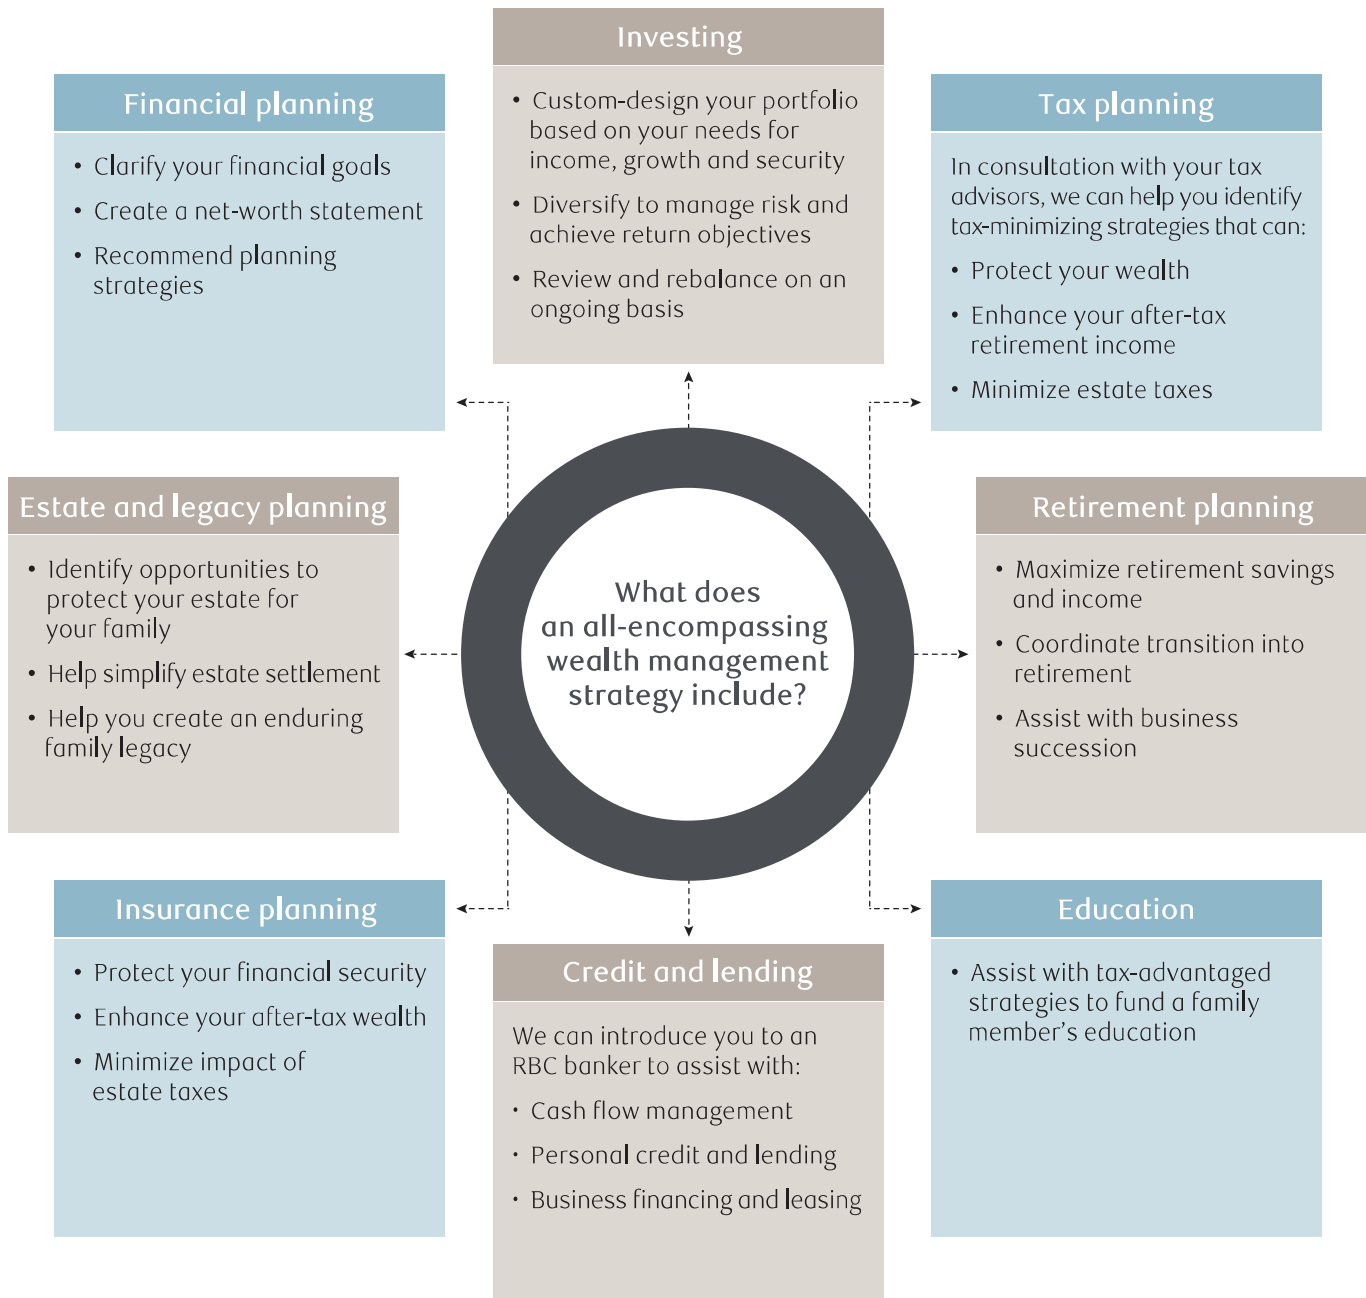 Investing
• Custom-design your portfolio
based on your needs for
income, growth and security
• Diversify to manage risk and
achieve return objectives
• Review and rebalance on an
ongoing basis
Financial planning
• Clarify your financial goals
• Create a net-worth statement
• Recommend planning
strategies
Tax planning
In consultation with your tax
advisors, we can help you identify
tax-minimizing strategies that can:
• Protect your wealth
• Enhance your after-tax
retirement income
• Minimize estate taxes
Estate and legacy planning
• Identify opportunities to
protect your estate for
your family
• Help simplify estate settlement
• Help you create an enduring
family legacy
What does
an all-encompassing
wealth management
strategy include?
Retirement planning
• Maximize retirement savings
and income
• Coordinate transition into
retirement
• Assist with business
succession
Insurance planning
• Protect your financial security
• Enhance your after-tax wealth
• Minimize impact of
estate taxes
Credit and lending
We can introduce you to an
RBC banker to assist with:
• Cash flow management
• Personal credit and lending
• Business financing and leasing
Education
• Assist with tax-advantaged
strategies to fund a family
member's education